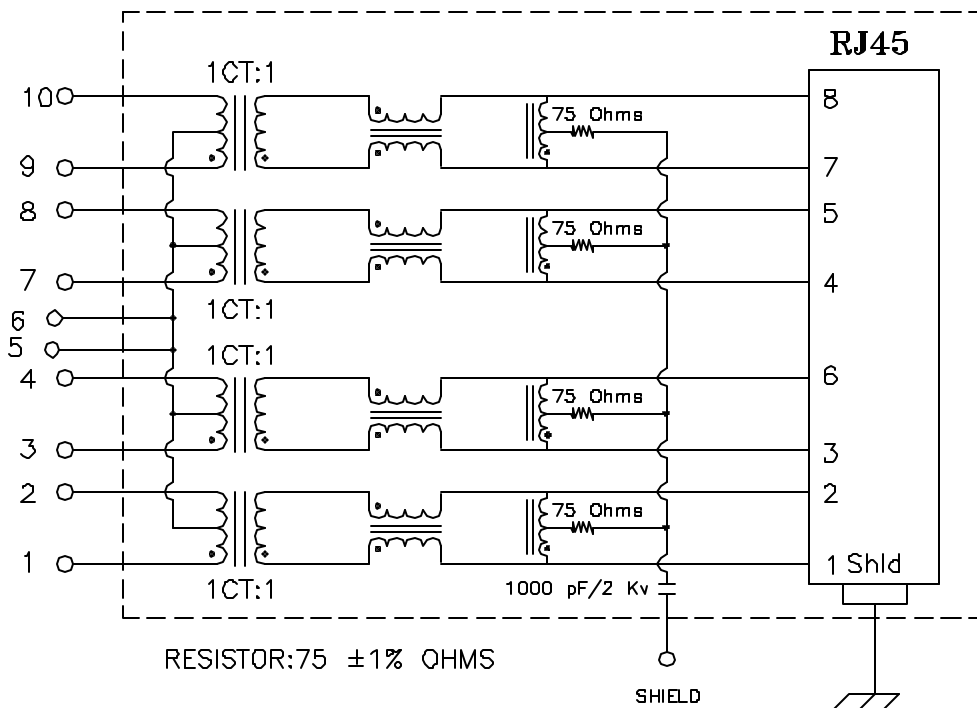 RJ45
1CT:1
10
8
75 Ohms
9
7
8
5
75 Ohms
7
4
1CT:1
6
5
1CT:1
4
6
75 Ohms
3
3
2
2
75 Ohms
1
1 Shld
1CT:1
1000 pF/2 Kv
RESISTOR:75 ±1% OHMS
SHIELD